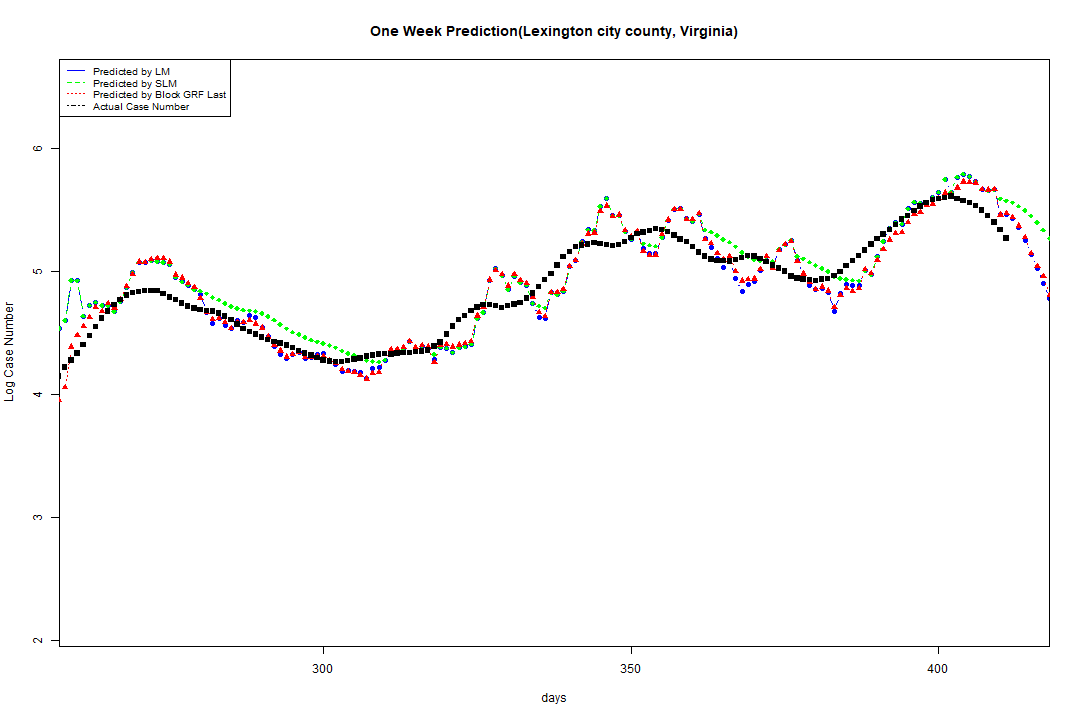 One Week Prediction(Lexington city county, Virginia)
Predicted by LM
Predicted by SLM
Predicted by Block GRF Last
Actual Case Number
6
5
4
3
2
Log Case Number
300
350
400
days